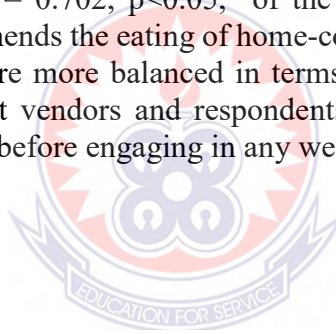 = 0.702, p<0.05, of the
ends the eating of home-co
re more balanced in terms
t vendors and respondent
before engaging in any we
EDUCATION FOR SERVICE